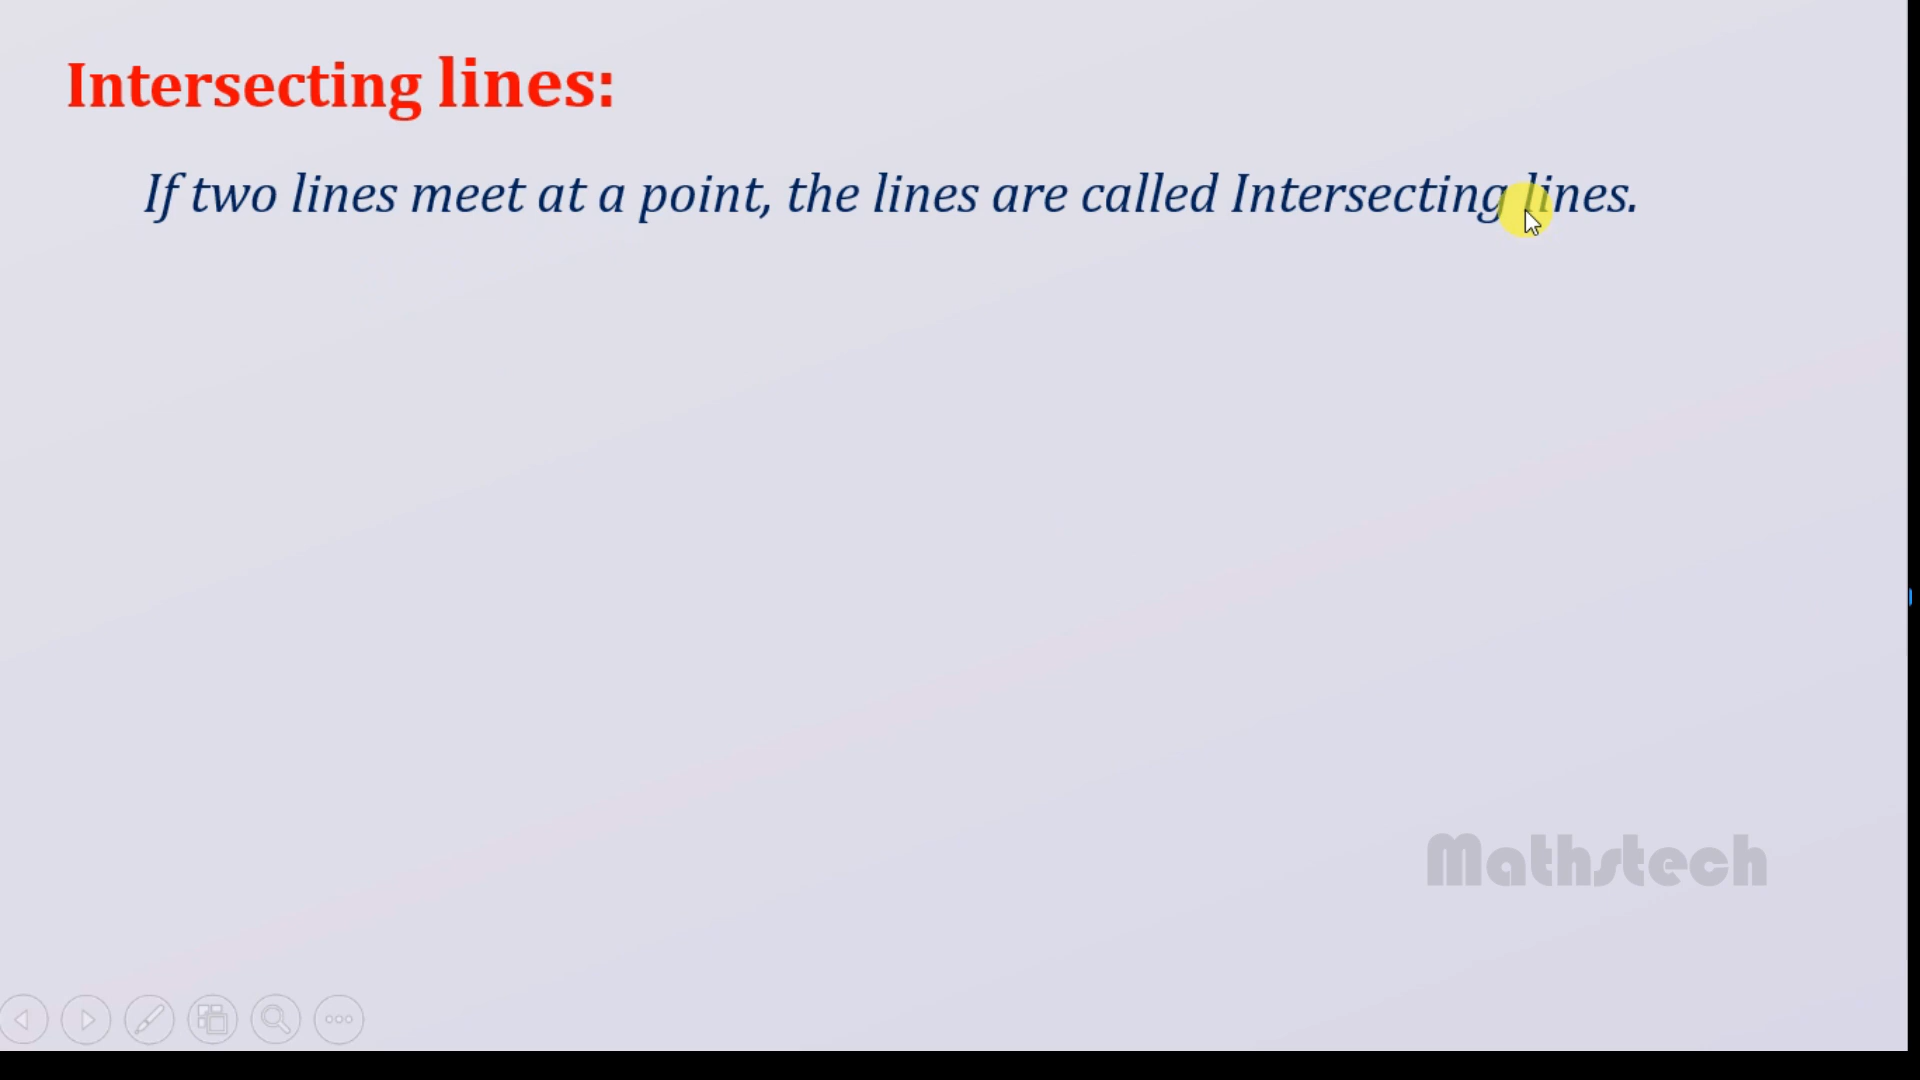 Intersecting lines:
If two lines meet at a point, the lines are called Intersecting lines.
Mathstech